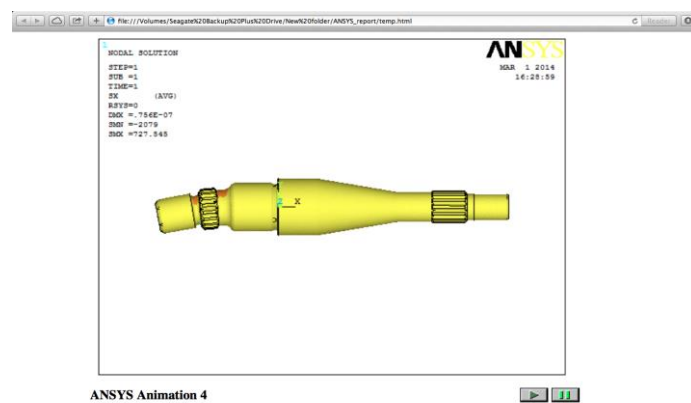 file:///Volumes/Seagate%20Backup%20Plus%20Drive/New%20folder/ANSYS_report/temp.html
Reader
1
NODAL SOLUTION
STEP=1
SUB =1
TIME=1
SX (AVG)
RSYS=0
DMX =.756E-07
SMN =-2079
SMX =727.545
ANSYS
MAR 1 2014
16:28:59
Z X
ANSYS Animation 4